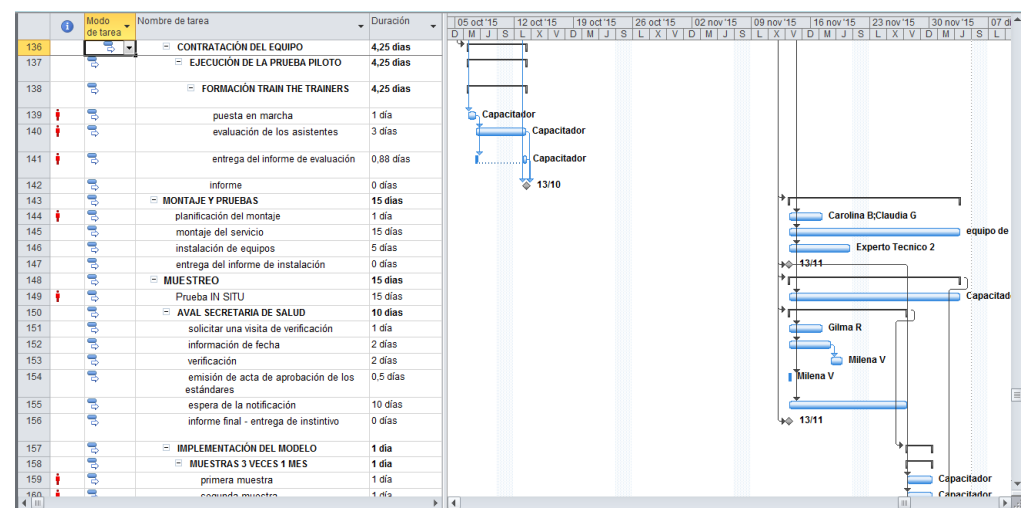 Modo de tarea Nombre de tarea Duración
05 oct '15 12 oct '15 19 oct '15 26 oct '15 02 nov '15 09 nov '15 16 nov '15 23 nov '15 30 nov '15 07 di
D M J S L X V D M J S L X V D M J S L X V D M J S L X V D M J S L
136 CONTRATACIÓN DEL EQUIPO 4,25 días
137 EJECUCIÓN DE LA PRUEBA PILOTO 4,25 días
138 FORMACIÓN TRAIN THE TRAINERS 4,25 días
139 puesta en marcha 1 día Capacitador
140 evaluación de los asistentes 3 días Capacitador
141 entrega del informe de evaluación 0,88 días Capacitador
142 informe 0 días 13/10
143 MONTAJE Y PRUEBAS 15 días
144 planificación del montaje 1 día Carolina B;Claudia G
145 montaje del servicio 15 días equipo de
146 instalación de equipos 5 días Experto Tecnico 2
147 entrega del informe de instalación 0 días 13/11
148 MUESTREO 15 días
149 Prueba IN SITU 15 días Capacitad
150 AVAL SECRETARIA DE SALUD 10 días
151 solicitar una visita de verificación 1 día Gilma R
152 información de fecha 2 días
153 verificación 2 días Milena V
154 emisión de acta de aprobación de los estándares 0,5 días Milena V
155 espera de la notificación 10 días
156 informe final - entrega de instintivo 0 días 13/11
157 IMPLEMENTACIÓN DEL MODELO 1 día
158 MUESTRAS 3 VECES 1 MES 1 día
159 primera muestra 1 día Capacitador
160 segunda muestra 1 día Capacitador